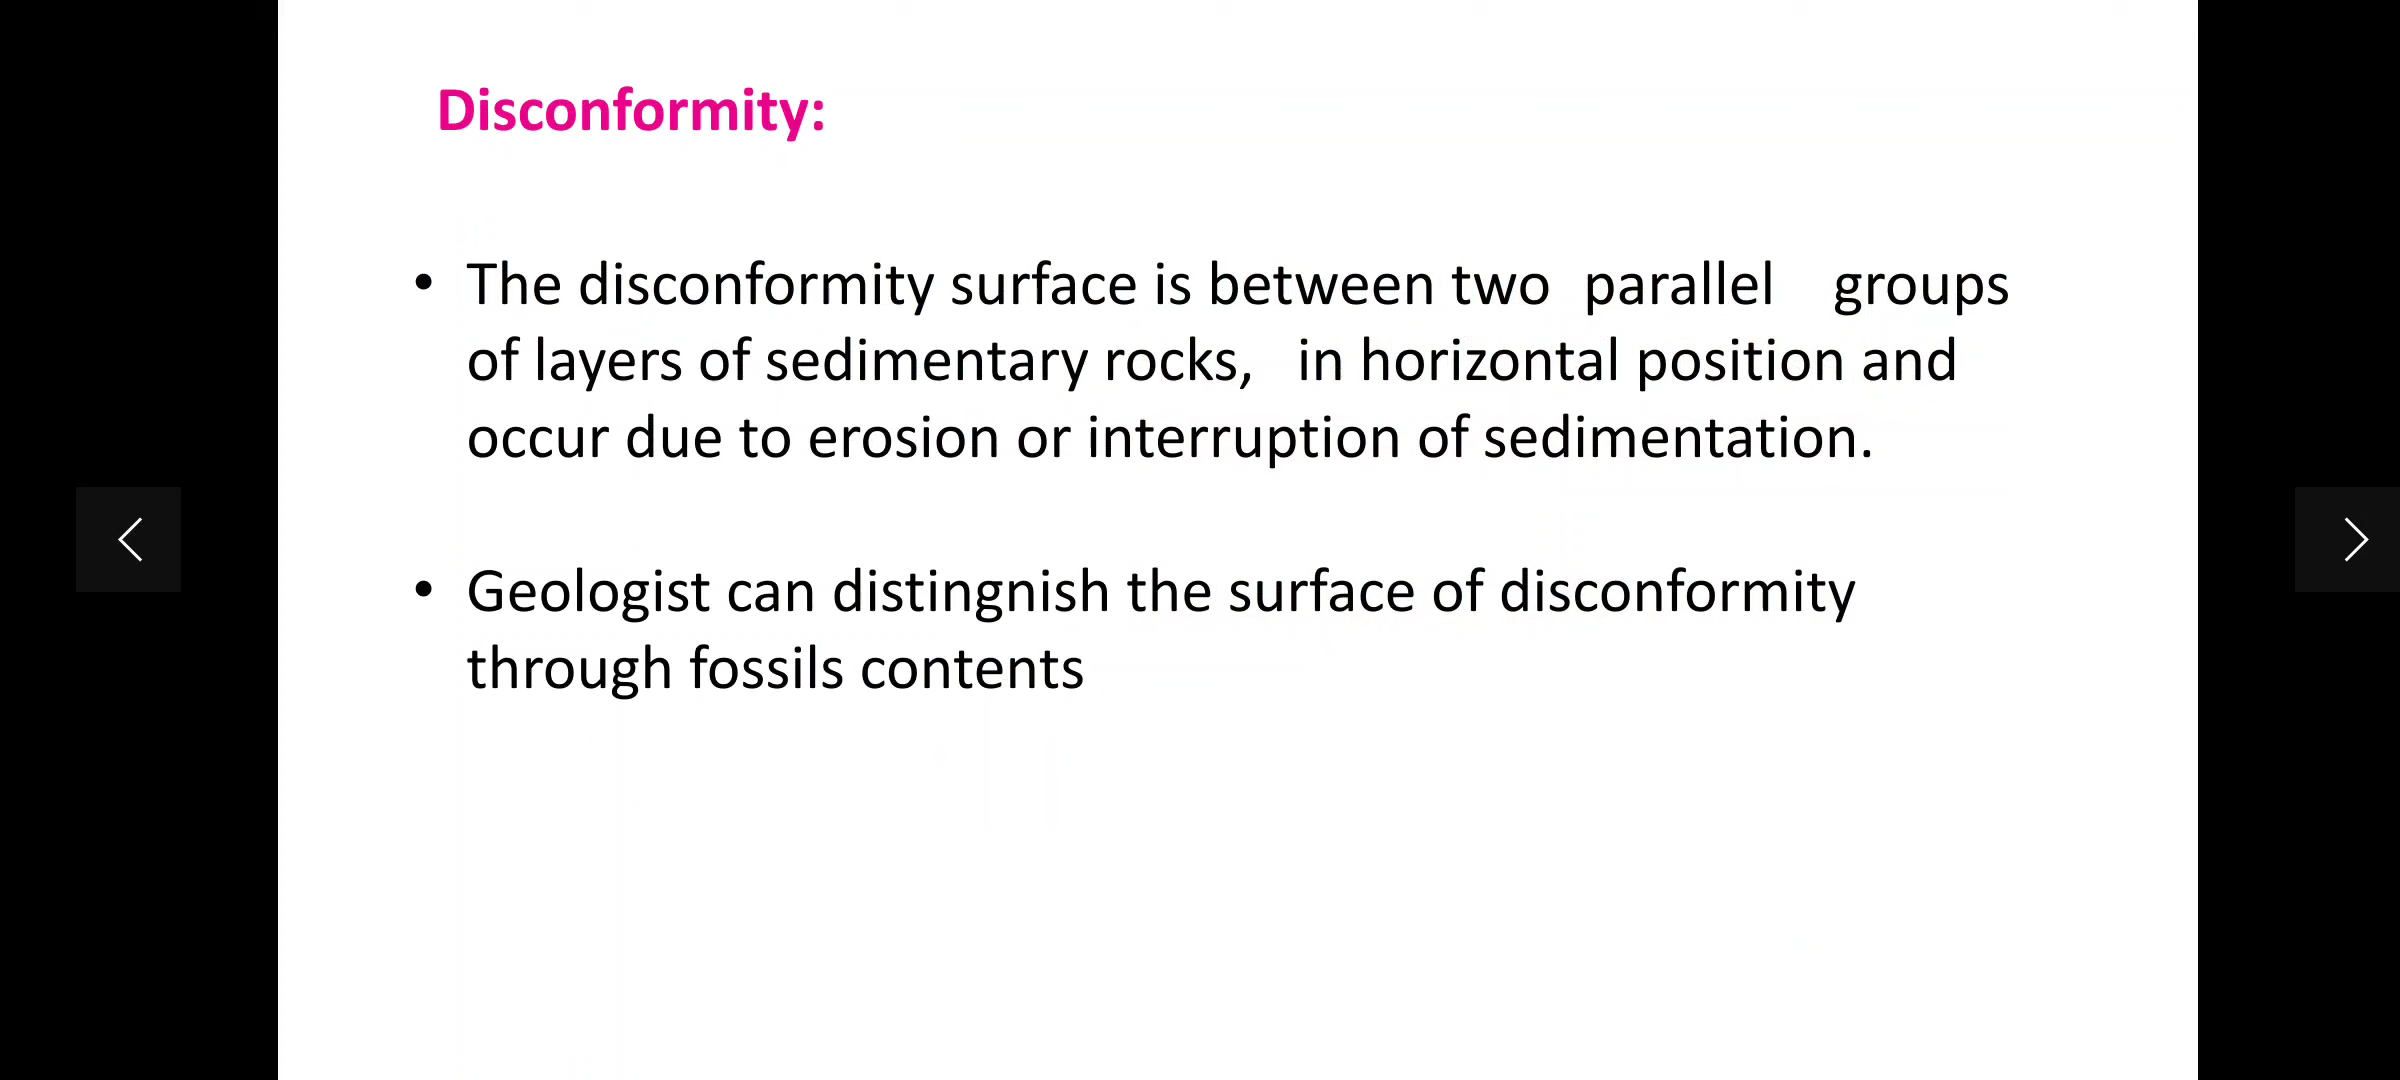 Disconformity:
• The disconformity surface is between two parallel groups
of layers of sedimentary rocks, in horizontal position and
occur due to erosion or interruption of sedimentation.
• Geologist can distingnish the surface of disconformity
through fossils contents